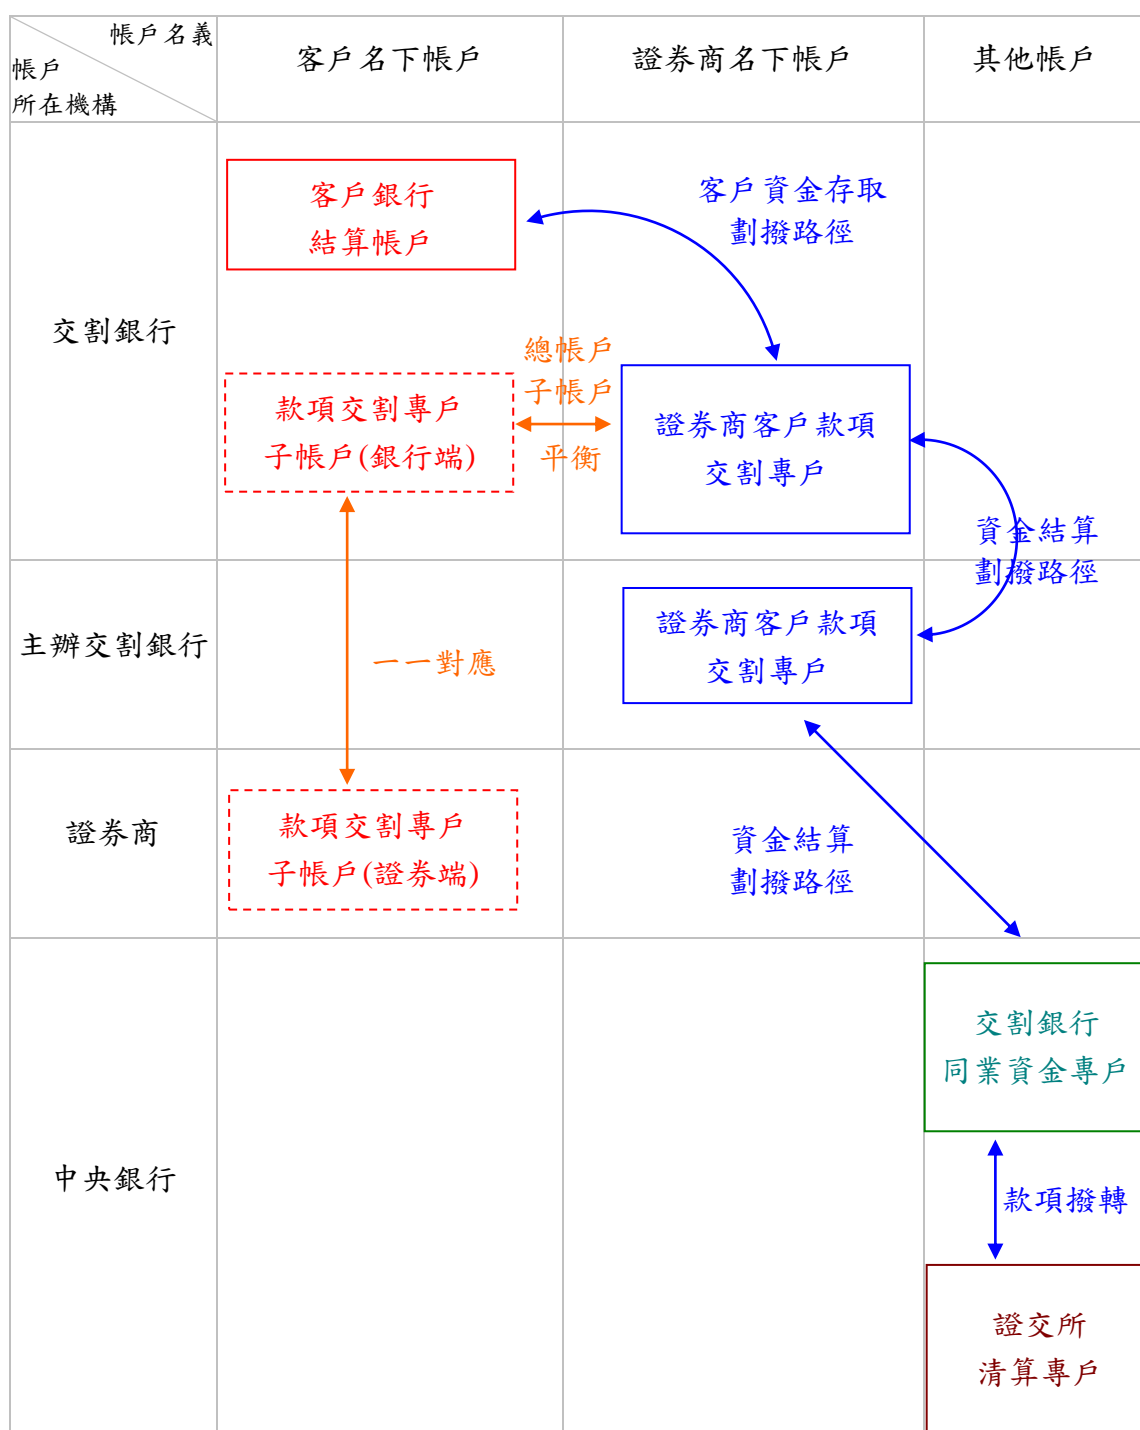 帳戶名義
帳戶
所在機構
客戶名下帳戶
證券商名下帳戶
其他帳戶
交割銀行
客戶銀行
結算帳戶
客戶資金存取
劃撥路徑
總帳戶
子帳戶
平衡
款項交割專戶
子帳戶(銀行端)
證券商客戶款項
交割專戶
資金結算
劃撥路徑
主辦交割銀行
一一對應
證券商客戶款項
交割專戶
證券商
款項交割專戶
子帳戶(證券端)
資金結算
劃撥路徑
中央銀行
交割銀行
同業資金專戶
款項撥轉
證交所
清算專戶